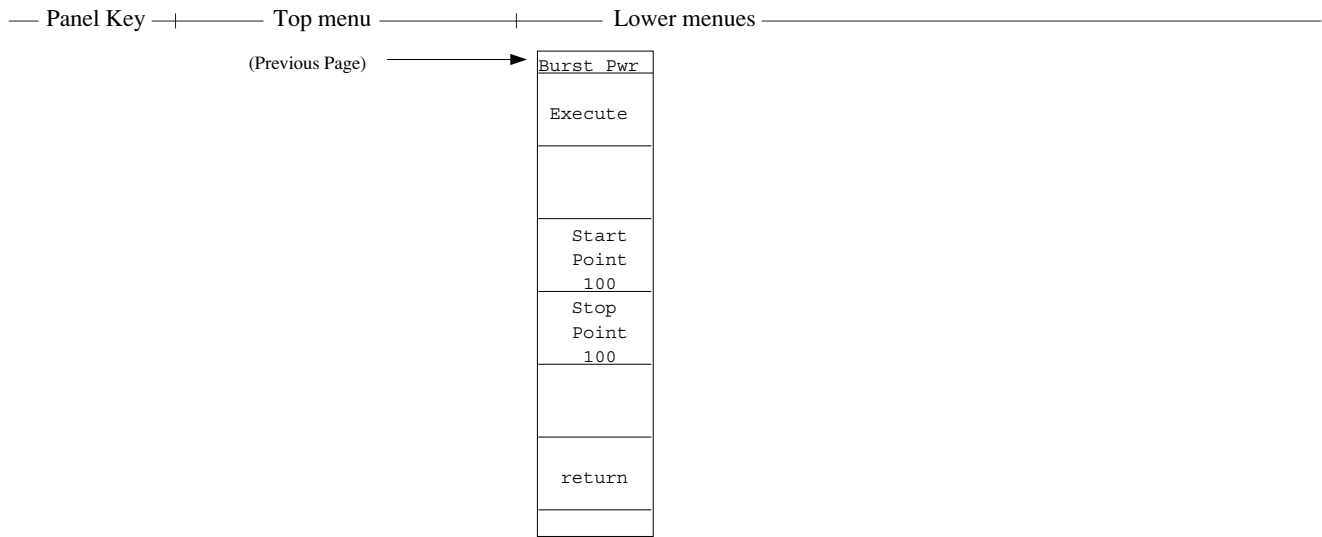 Panel Key Top menu Lower menues
(Previous Page)
Burst Pwr
Execute
Start
Point
100
Stop
Point
100
return